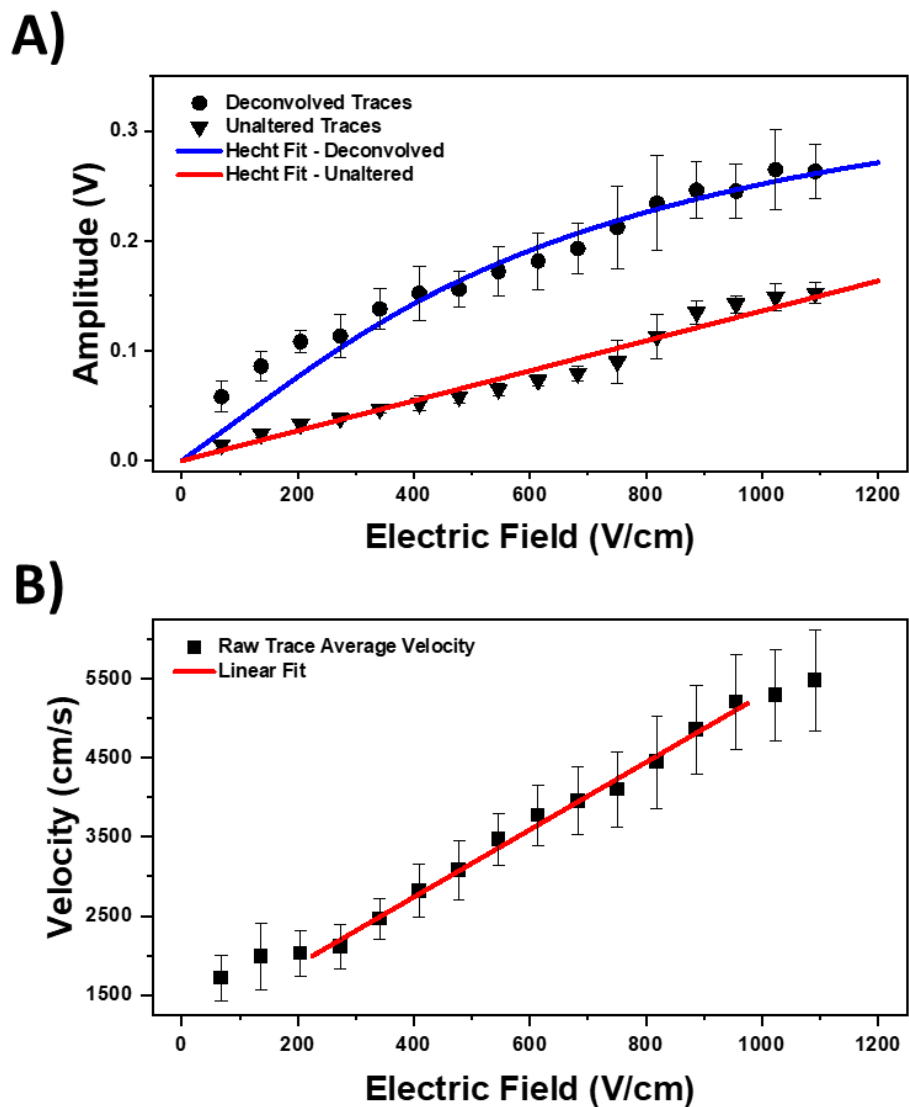 A)
Deconvolved Traces
Unaltered Traces
Hecht Fit - Deconvolved
Hecht Fit - Unaltered
Amplitude (V)
0.3
0.2
0.1
0.0
0 200 400 600 800 1000 1200
Electric Field (V/cm)
B)
Raw Trace Average Velocity
Linear Fit
Velocity (cm/s)
5500
4500
3500
2500
1500
0 200 400 600 800 1000 1200
Electric Field (V/cm)